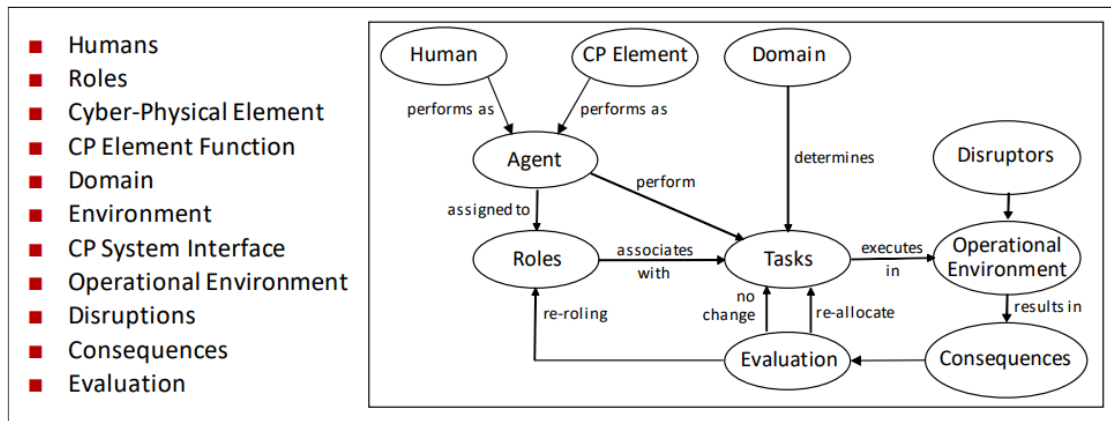 Humans
Roles
Cyber-Physical Element
CP Element Function
Domain
Environment
CP System Interface
Operational Environment
Disruptions
Consequences
Evaluation
Human
CP Element
Domain
performs as
performs as
Disruptors
Agent
determines
perform
assigned to
Roles
associates
with
Tasks
executes
in
Operational
Environment
re-roling
no
change
re-allocate
results in
Evaluation
Consequences